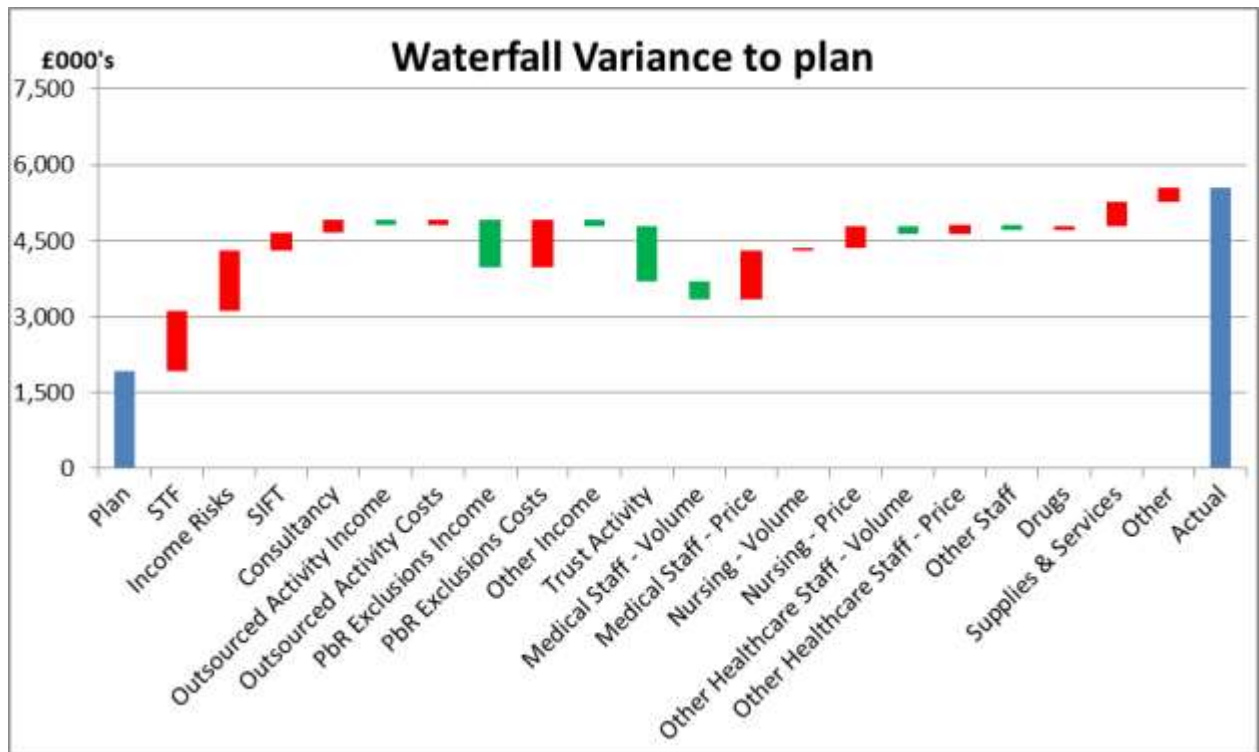 Waterfall Variance to plan
£000's
7,500
6,000
4,500
3,000
1,500
0
Plan
STF
Income Risks
SIFT
Consultancy
Outsourced Activity Income
Outsourced Activity Costs
PbR Exclusions Income
PbR Exclusions Costs
Other Income
Trust Activity
Medical Staff - Volume
Medical Staff - Price
Nursing - Volume
Nursing - Price
Other Healthcare Staff - Volume
Other Healthcare Staff - Price
Other Staff
Drugs
Supplies & Services
Other
Actual